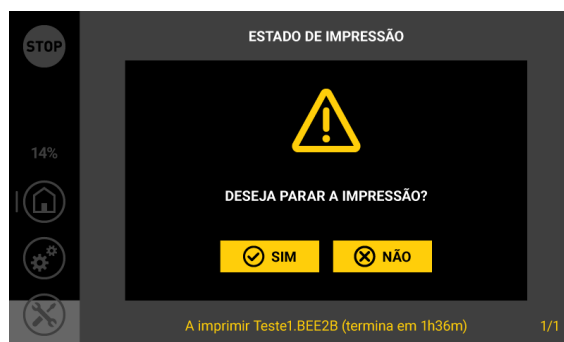 STOP
ESTADO DE IMPRESSÃO
14%
DESEJA PARAR A IMPRESSÃO?
SIM
NÃO
A imprimir Teste1.BEE2B (termina em 1h36m)
1/1